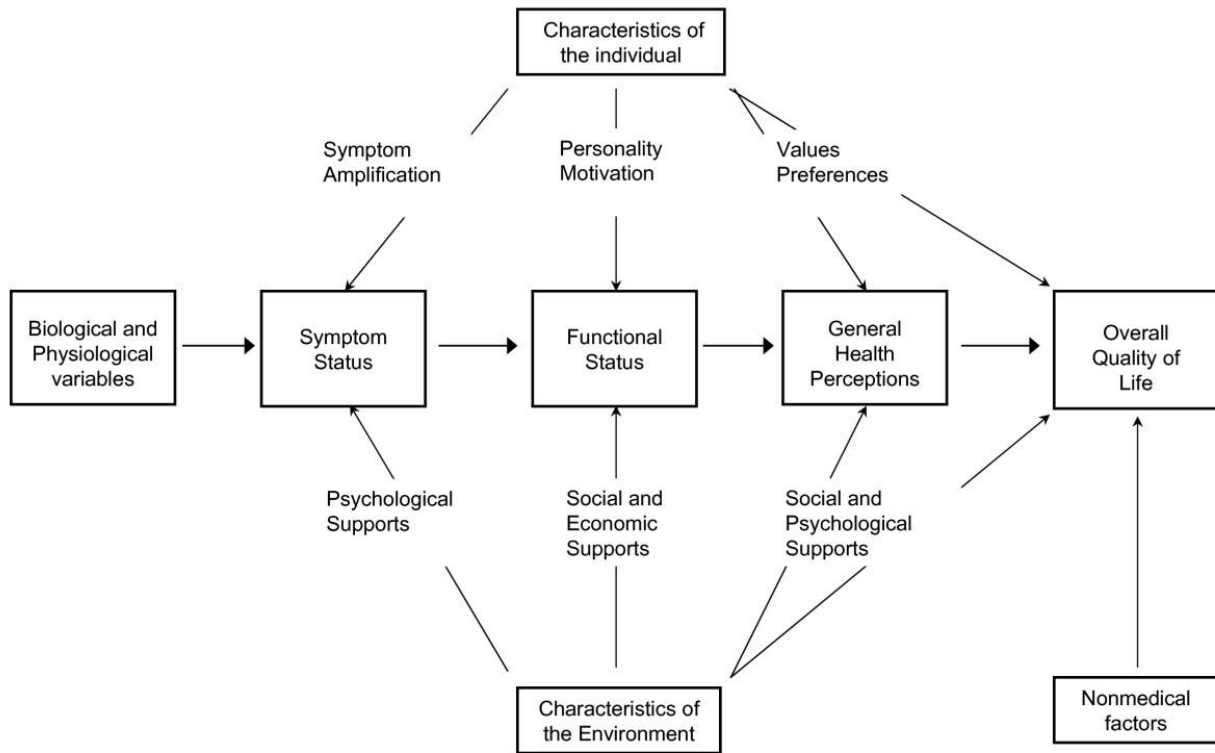 Characteristics of
the individual
Symptom
Amplification
Personality
Motivation
Values
Preferences
Biological and
Physiological
variables
Symptom
Status
Functional
Status
General
Health
Perceptions
Overall
Quality of
Life
Psychological
Supports
Social and
Economic
Supports
Social and
Psychological
Supports
Characteristics of
the Environment
Nonmedical
factors